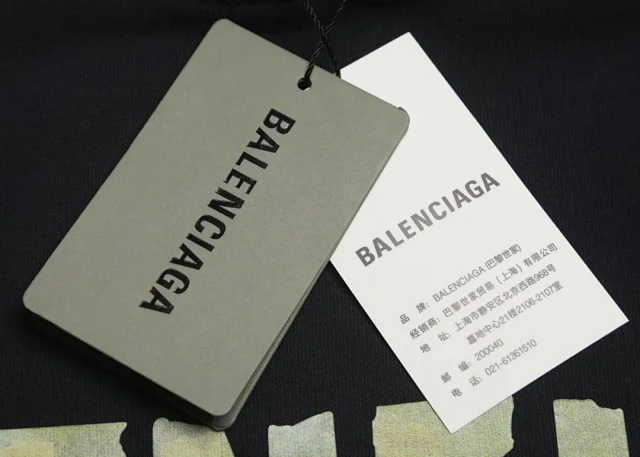 BALENCIAGA
BALENCIAGA
品 牌: BALENCIAGA (巴黎世家)
经销商: 巴黎世家贸易(上海)有限公司
地 址: 上海市静安区北京西路968号
嘉地中心21楼2106-2107室
邮 编: 200040
电 话: 021-61361510